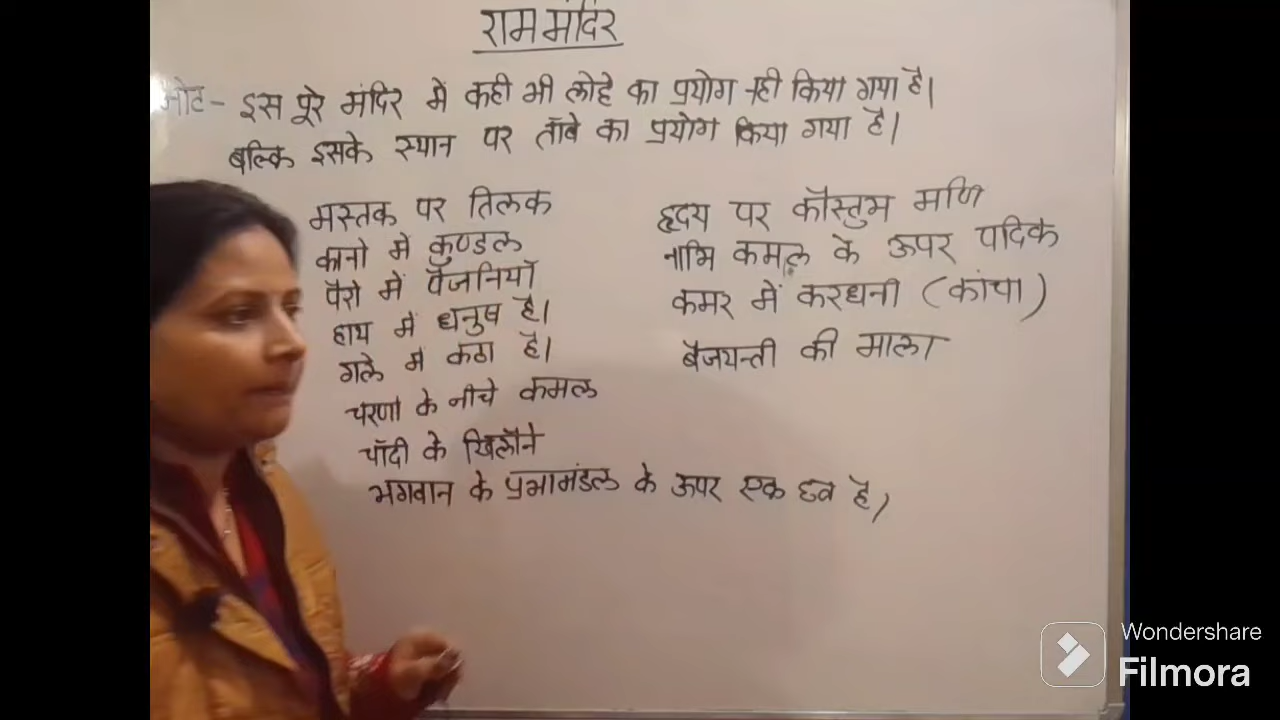 राम मंदिर
नोट - इस पूरे मंदिर में कही भी लोहे का प्रयोग नही किया गया है।
बल्कि इसके स्थान पर ताँबे का प्रयोग किया गया है।
मस्तक पर तिलक
कानो में कुण्डल
पैरो में पैंजनियाँ
हाथ में धनुष है।
गले में कंठा है।
चरणों के नीचे कमल
चाँदी के खिलौने
भगवान के प्रभामंडल के ऊपर एक छत्र है।
हृदय पर कौस्तुभ मणि
नाभि कमल के ऊपर पदिक
कमर में करधनी (कांचा)
बैजयन्ती की माला
Wondershare
Filmora